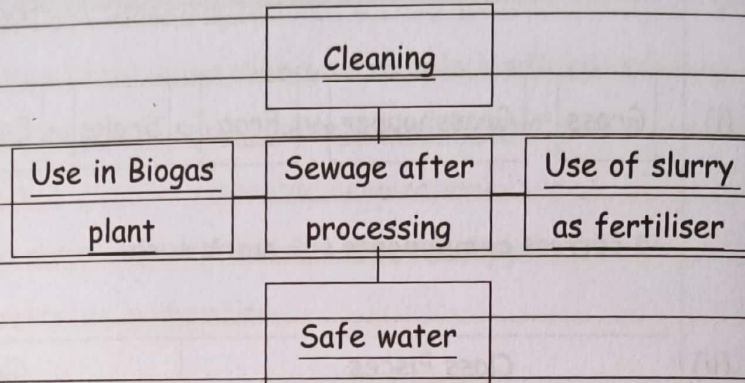 Cleaning
Use in Biogas
plant
Sewage after
processing
Use of slurry
as fertiliser
Safe water